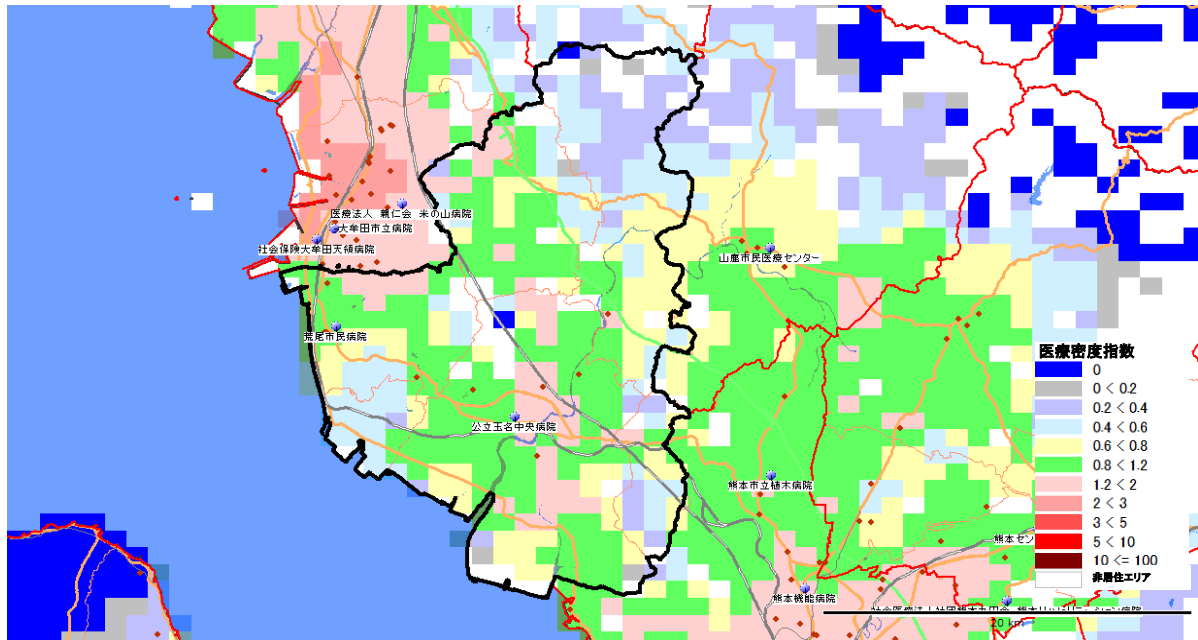 医療法人 親仁会 米の山病院
大牟田市立病院
社会保険大牟田天領病院
山鹿市民医療センター
荒尾市民病院
公立玉名中央病院
熊本市立植木病院
熊本セン
熊本機能病院
20 km
医療密度指数
0
0 < 0.2
0.2 < 0.4
0.4 < 0.6
0.6 < 0.8
0.8 < 1.2
1.2 < 2
2 < 3
3 < 5
5 < 10
10 <= 100
非居住エリア